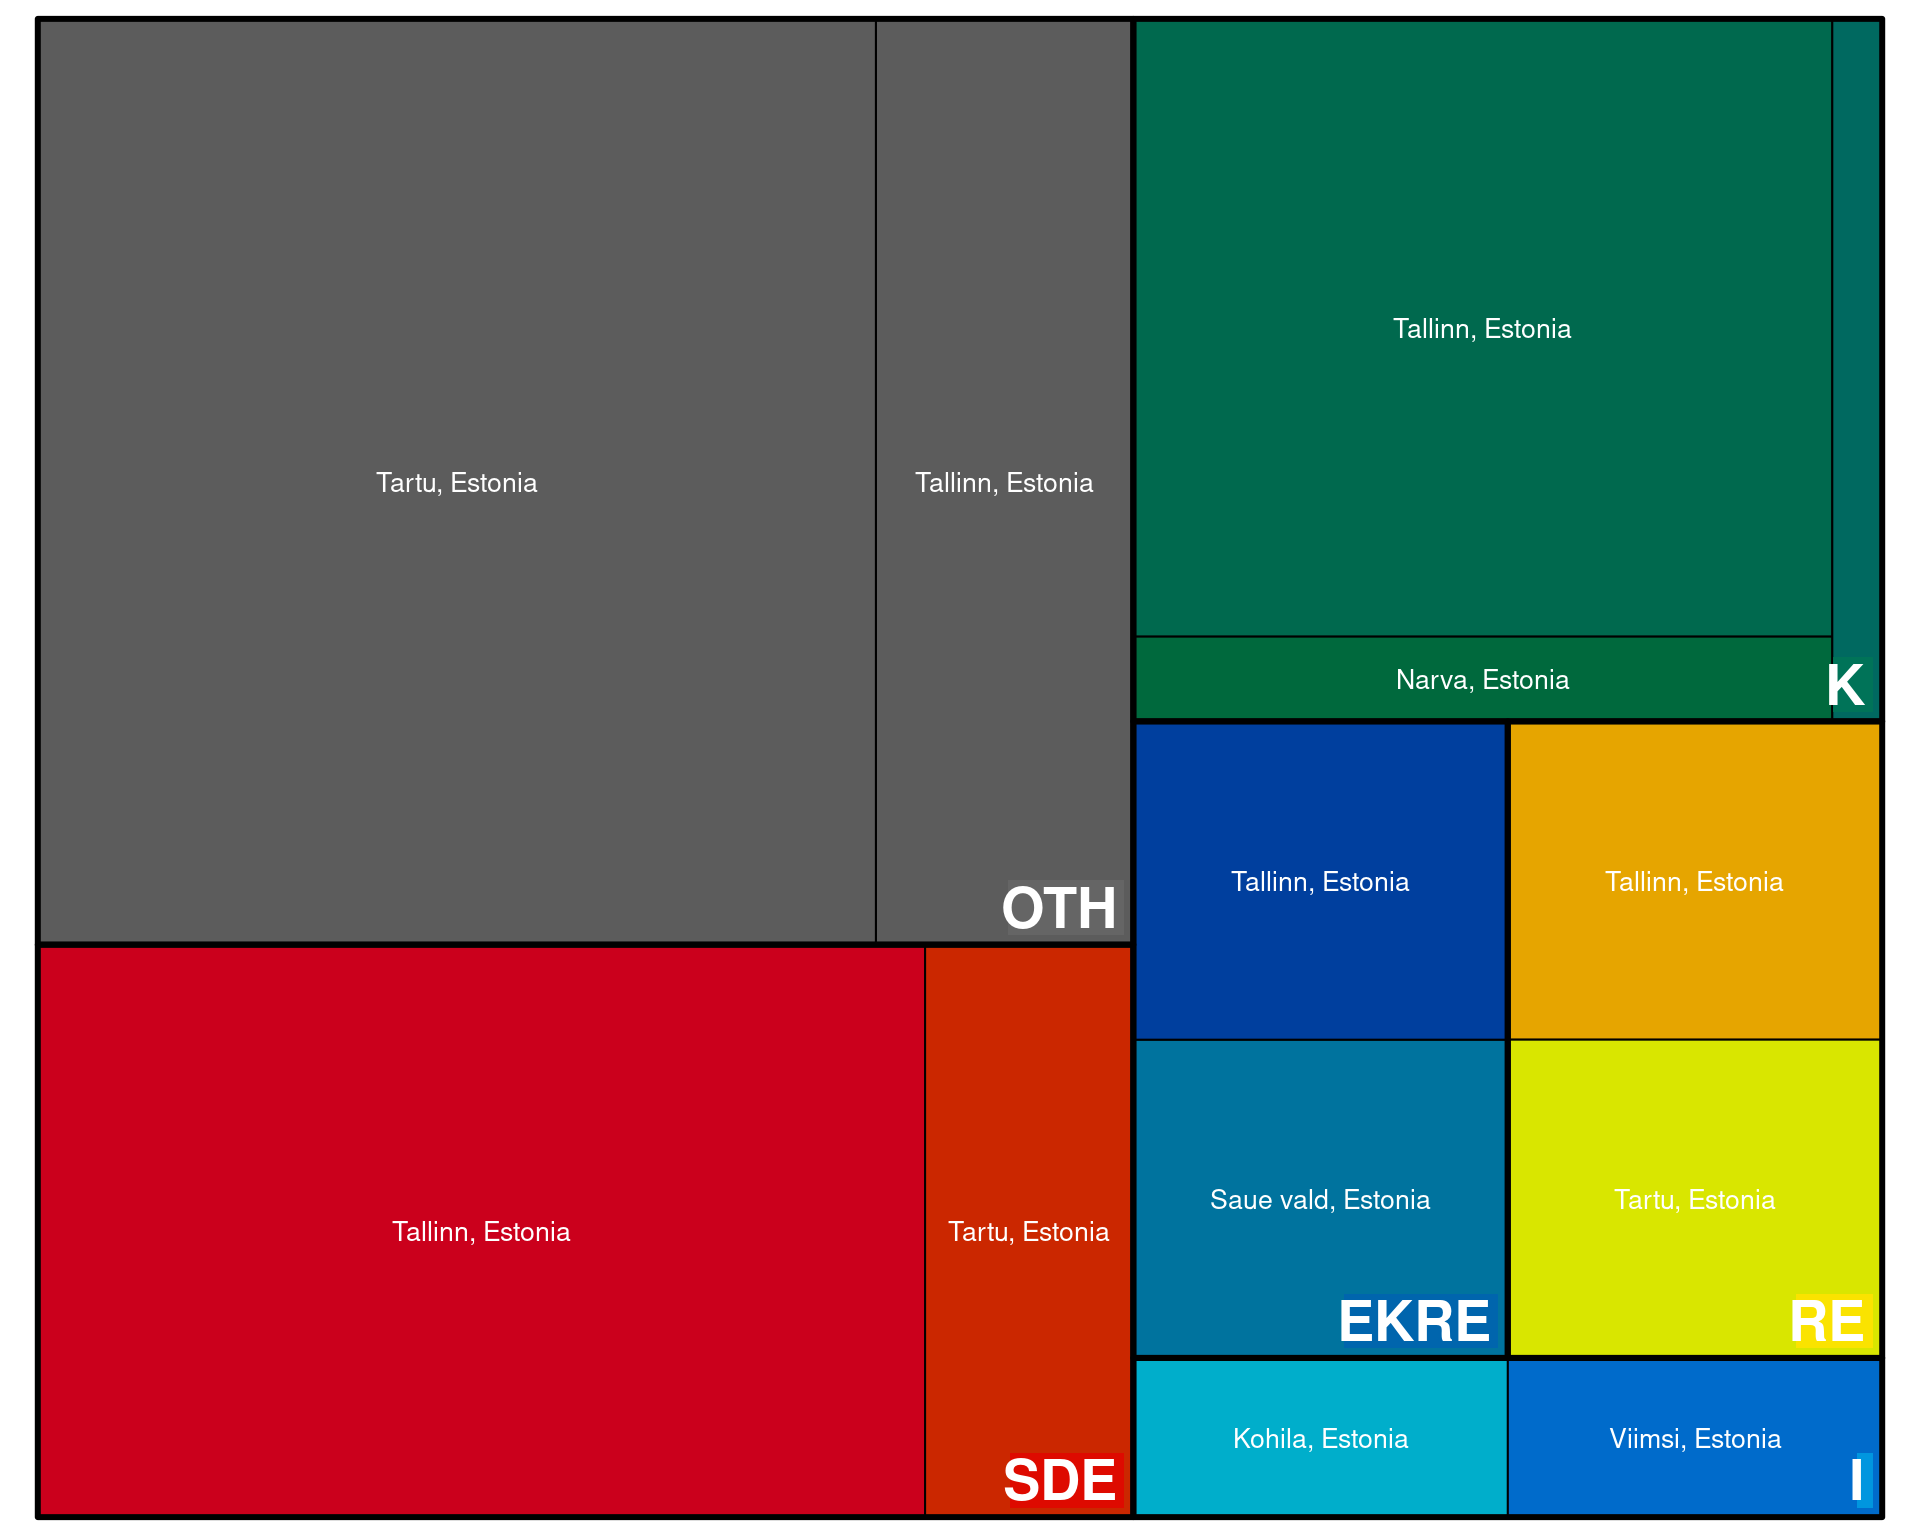 Tartu, Estonia
Tallinn, Estonia
OTH
Tallinn, Estonia
Tartu, Estonia
SDE
Tallinn, Estonia
Narva, Estonia
K
Tallinn, Estonia
Saue vald, Estonia
EKRE
Tallinn, Estonia
Tartu, Estonia
RE
Kohila, Estonia
Viimsi, Estonia
I